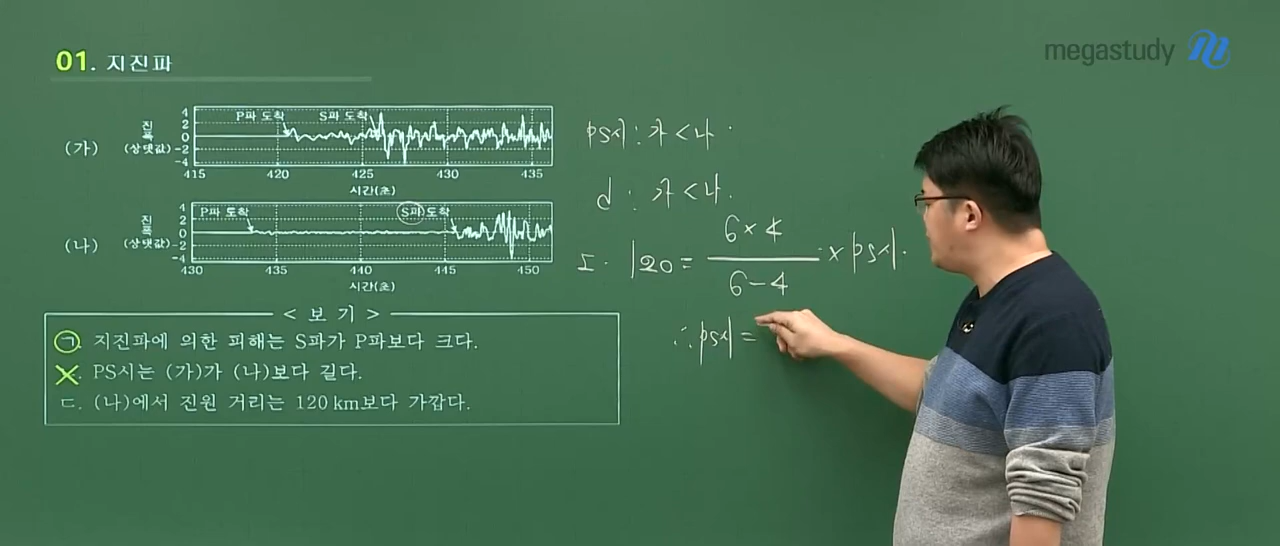 01. 지진파
megastudy
(가)
진폭
(상댓값)
4
2
0
-2
-4
P파 도착
S파 도착
415 420 425 430 435
시간(초)
(나)
진폭
(상댓값)
4
2
0
-2
-4
P파 도착
S파 도착
430 435 440 445 450
시간(초)
< 보 기 >
ㄱ. 지진파에 의한 피해는 S파가 P파보다 크다.
ㄴ. PS시는 (가)가 (나)보다 길다.
ㄷ. (나)에서 진원 거리는 120 km보다 가깝다.
PS시 : 가 < 나.
d : 가 < 나.
ㄷ. 120 = 6×4 / 6-4 × PS시.
∴ PS시 =